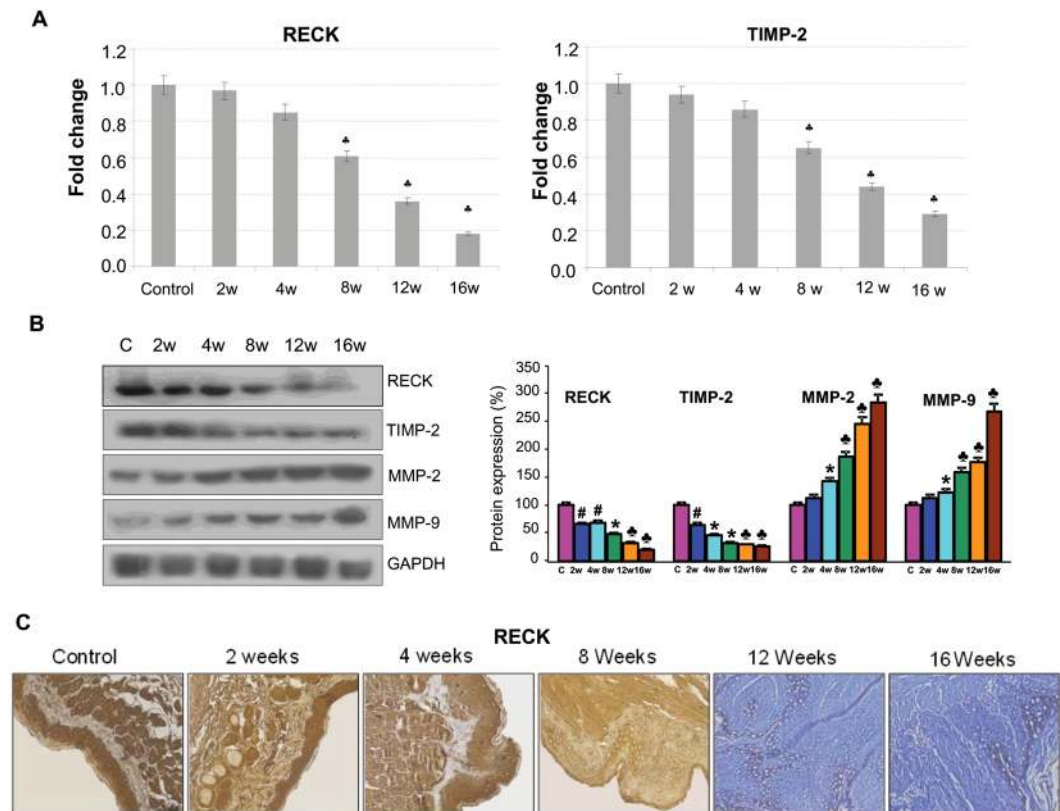 A
RECK
Fold change
1.2
1.0
0.8
0.6
0.4
0.2
0.0
♣ ♣ ♣
Control 2w 4w 8w 12w 16w
TIMP-2
Fold change
1.2
1.0
0.8
0.6
0.4
0.2
0.0
♣ ♣ ♣
Control 2 w 4 w 8 w 12 w 16 w
B
C 2w 4w 8w 12w 16w
RECK
TIMP-2
MMP-2
MMP-9
GAPDH
Protein expression (%)
350
300
250
200
150
100
50
0
RECK TIMP-2 MMP-2 MMP-9
# # * ♣ ♣
# * * ♣ ♣
* ♣ ♣ ♣
* ♣ ♣ ♣
C 2w 4w 8w 12w16w C 2w 4w 8w 12w16w C 2w 4w 8w 12w16w C 2w 4w 8w 12w16w
C
RECK
Control 2 weeks 4 weeks 8 Weeks 12 Weeks 16 Weeks